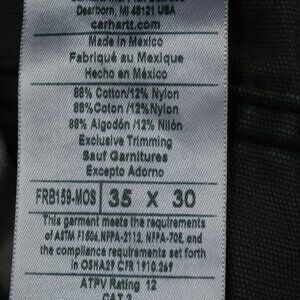 Dearborn, MI 48121 USA
carhartt.com
Made in Mexico
Fabriqué au Mexique
Hecho en México
88% Cotton/12% Nylon
88%Coton/12% Nylon
88% Algodón /12% Nilón
Exclusive Trimming
Sauf Garnitures
Excepto Adorno
FRB159-MOS 35 X 30
This garment meets the requirements
of ASTM F1506, NFPA-2112, NFPA-70E, and
the compliance requirements set forth
in OSHA29 CFR 1910.269
ATPV Rating 12
CAT 2